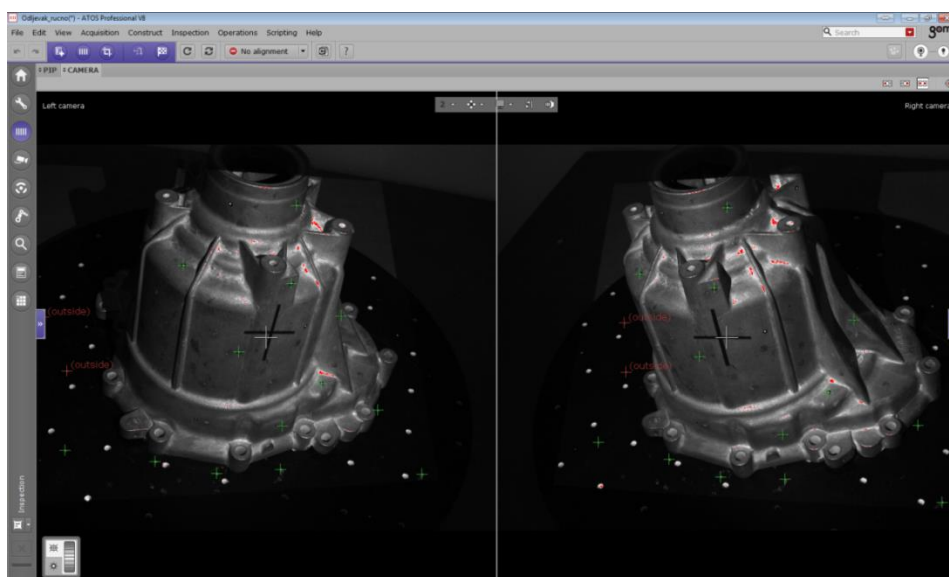 Odljevak_rucno(*) - ATOS Professional V8
File Edit View Acquisition Construct Inspection Operations Scripting Help
Search
gom
No alignment
?
PIP CAMERA
Left camera
Right camera
(outside) (outside)
(outside) (outside)
Inspection